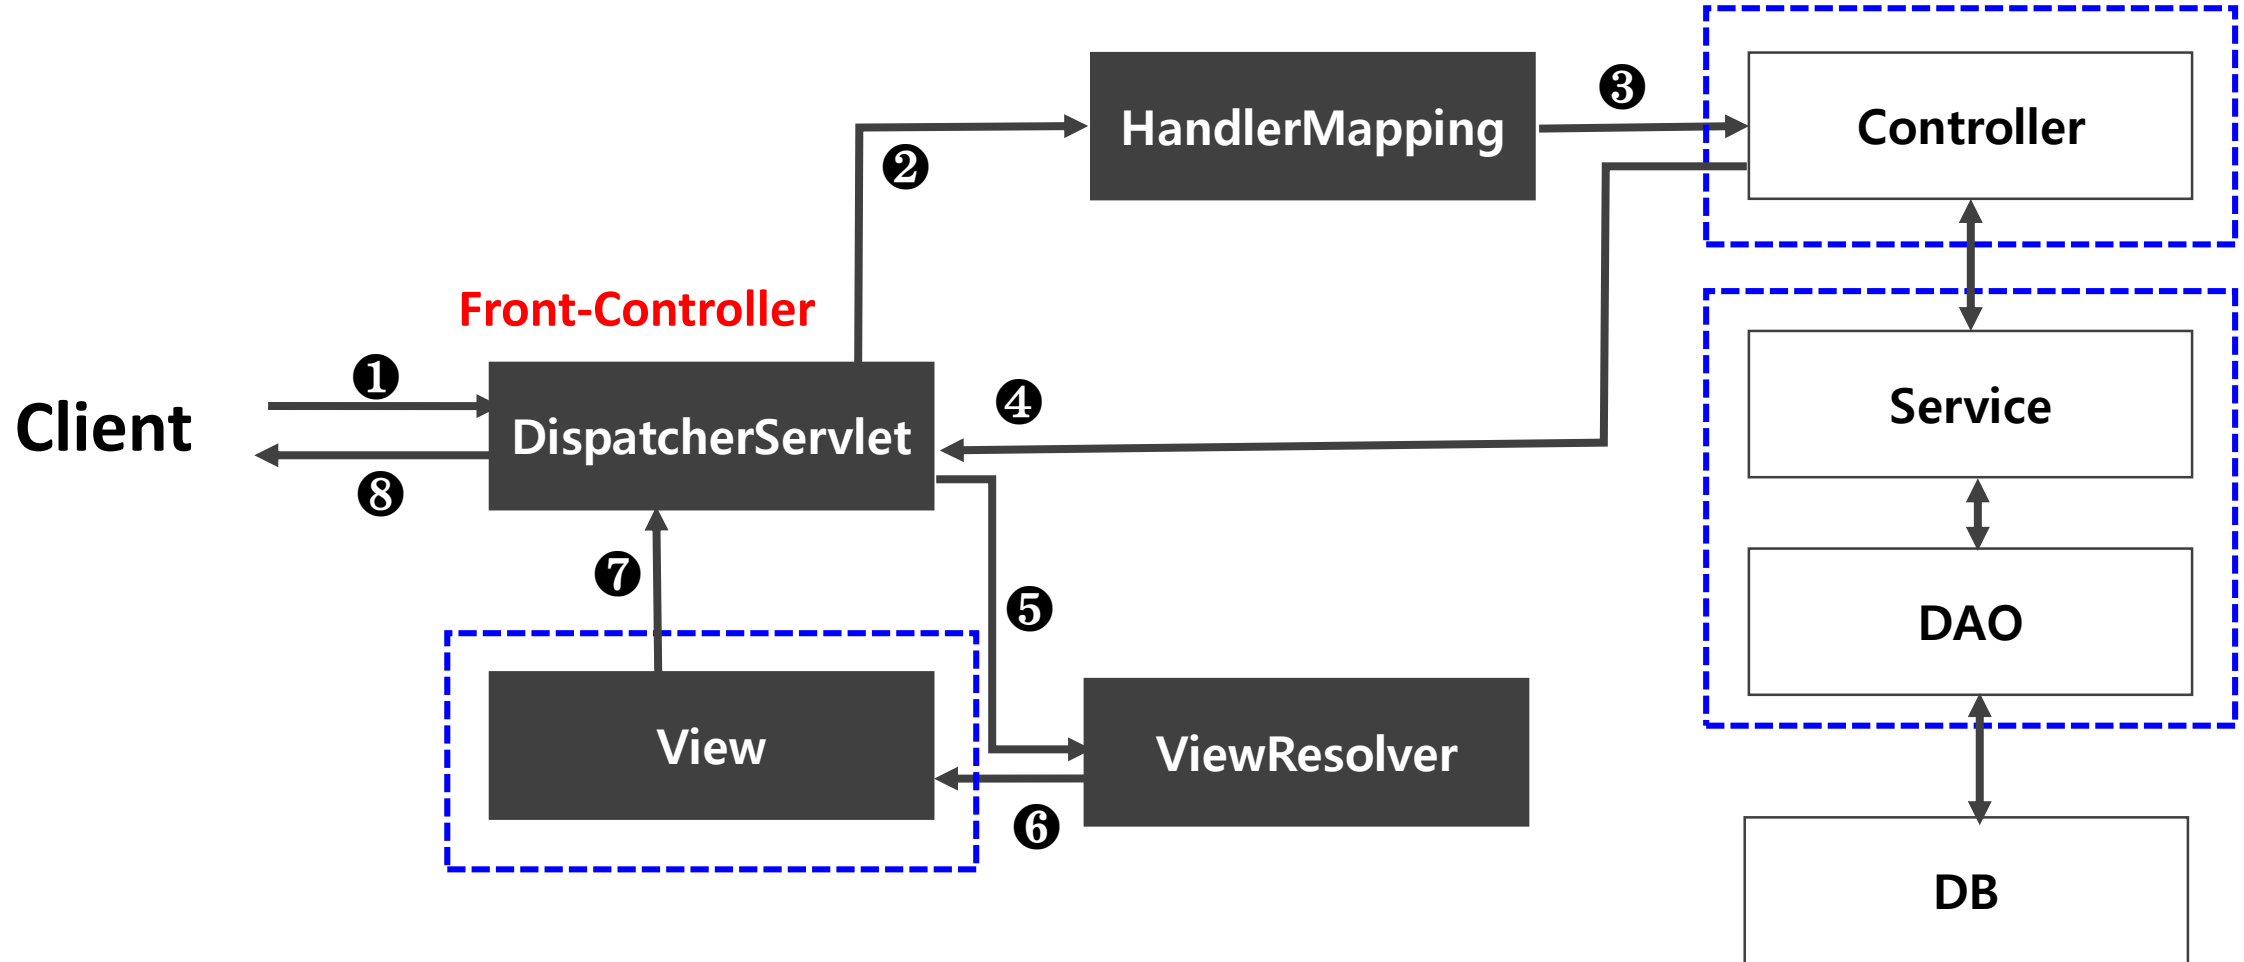 HandlerMapping
❸
Controller
❷
Front-Controller
❶
Client
DispatcherServlet
❹
Service
❽
❼
❺
DAO
View
ViewResolver
❻
DB